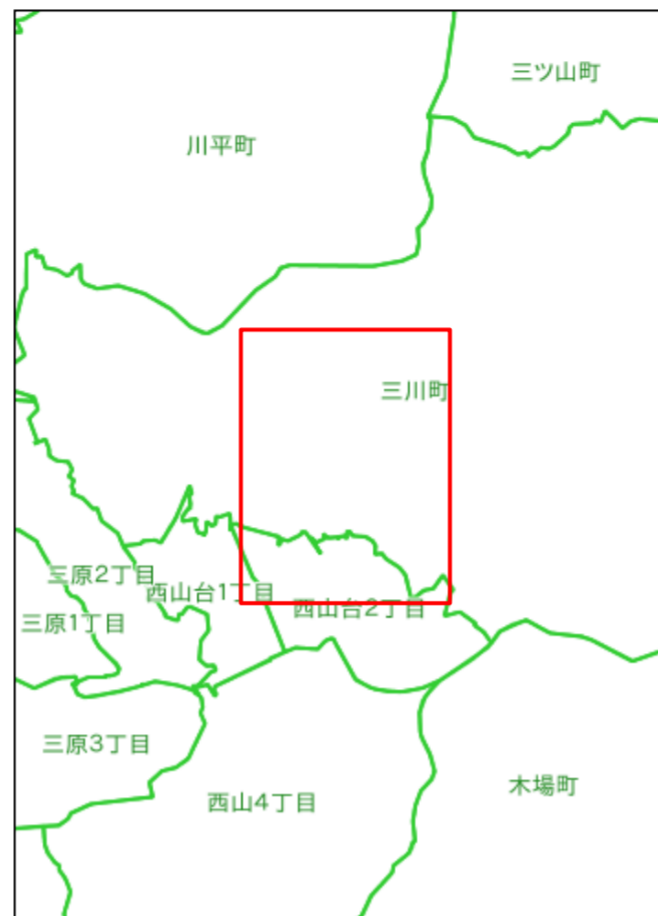 三ツ山町
川平町
三川町
三原2丁目
西山台1丁目
西山台2丁目
三原1丁目
三原3丁目
木場町
西山4丁目